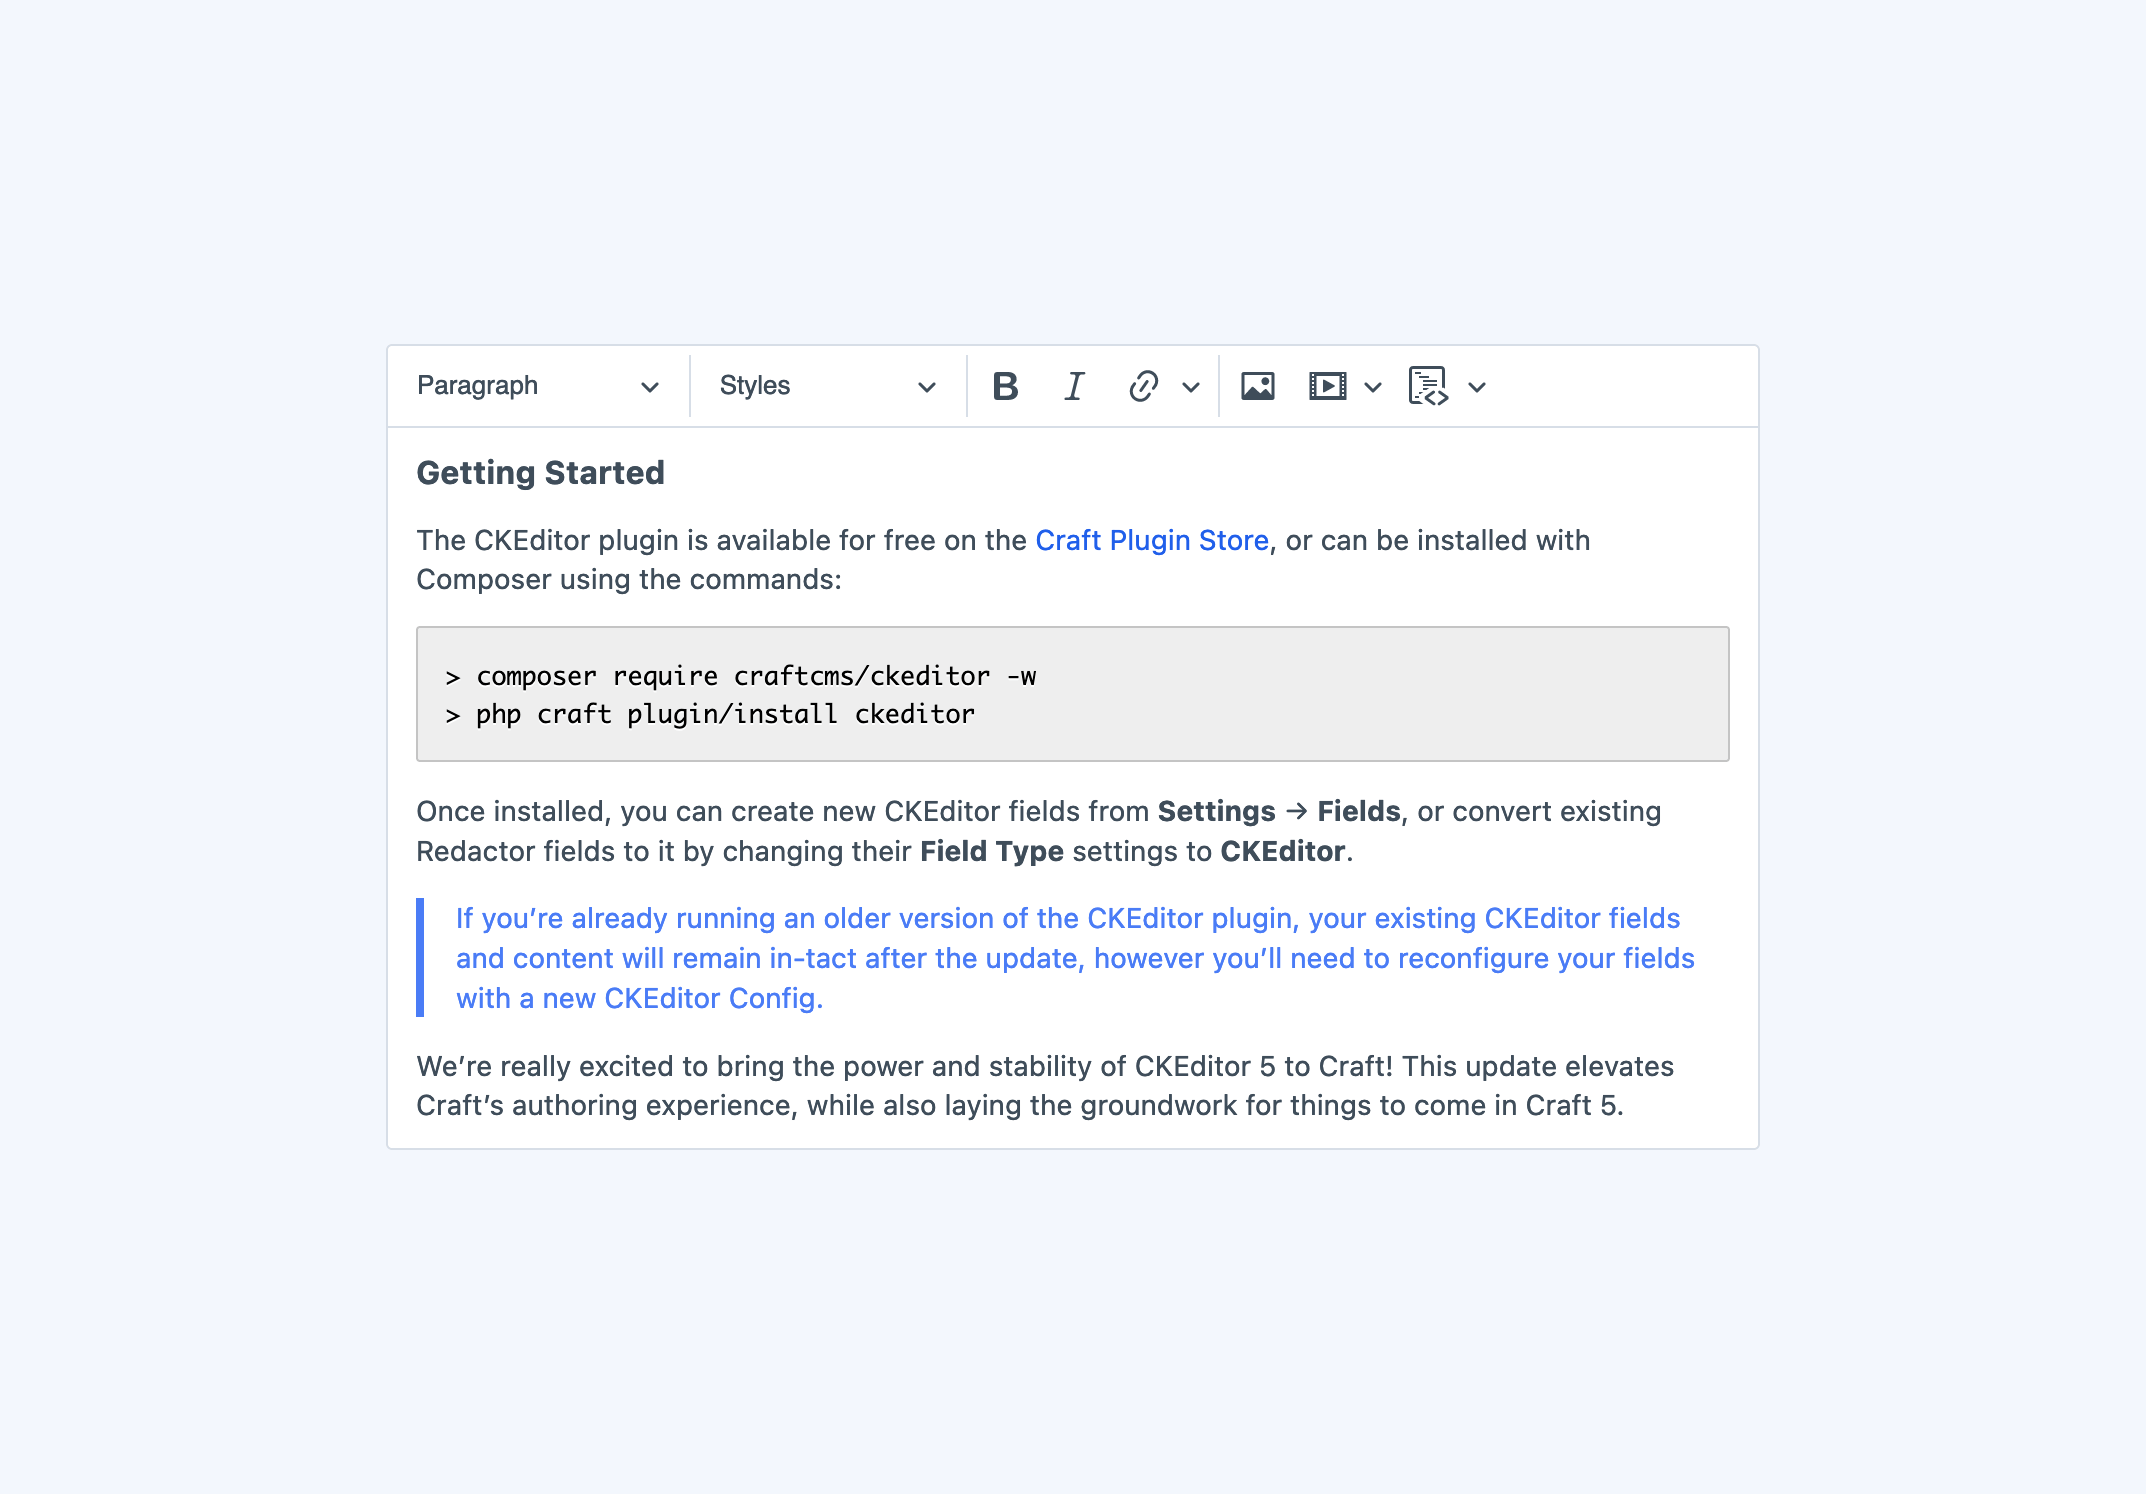 Paragraph Styles B I
Getting Started
The CKEditor plugin is available for free on the Craft Plugin Store, or can be installed with
Composer using the commands:
> composer require craftcms/ckeditor -w
> php craft plugin/install ckeditor
Once installed, you can create new CKEditor fields from Settings → Fields, or convert existing
Redactor fields to it by changing their Field Type settings to CKEditor.
If you’re already running an older version of the CKEditor plugin, your existing CKEditor fields
and content will remain in-tact after the update, however you’ll need to reconfigure your fields
with a new CKEditor Config.
We’re really excited to bring the power and stability of CKEditor 5 to Craft! This update elevates
Craft’s authoring experience, while also laying the groundwork for things to come in Craft 5.